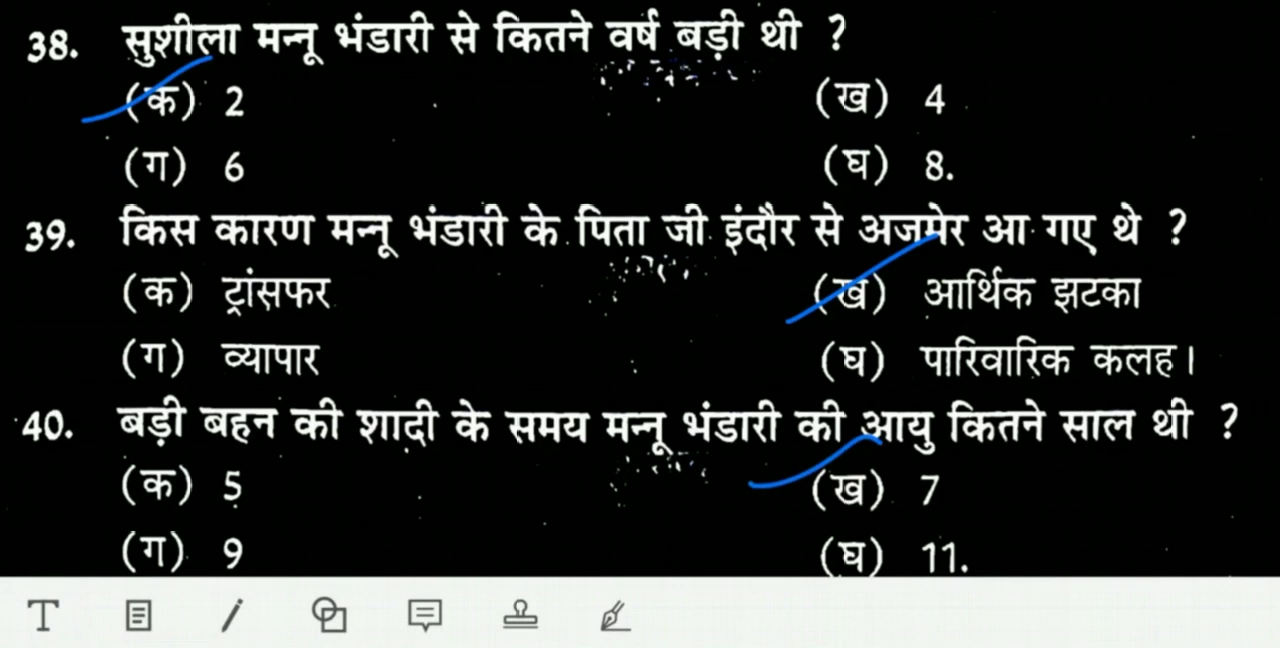 38. सुशीला मन्नू भंडारी से कितने वर्ष बड़ी थी ?
(क) 2 (ख) 4
(ग) 6 (घ) 8.
39. किस कारण मन्नू भंडारी के पिता जी इंदौर से अजमेर आ गए थे ?
(क) ट्रांसफर (ख) आर्थिक झटका
(ग) व्यापार (घ) पारिवारिक कलह।
40. बड़ी बहन की शादी के समय मन्नू भंडारी की आयु कितने साल थी ?
(क) 5 (ख) 7
(ग) 9 (घ) 11.
T